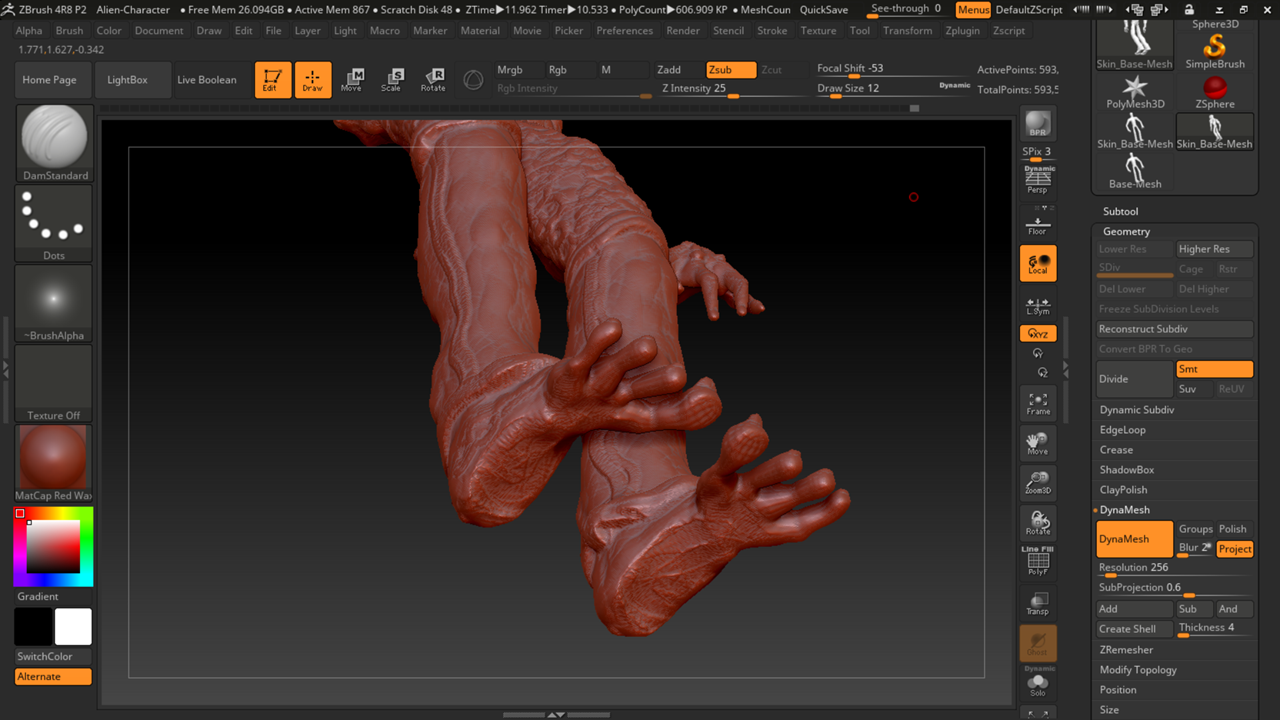 ZBrush 4R8 P2 Alien-Character • Free Mem 26.094GB • Active Mem 867 • Scratch Disk 48 • ZTime▶11.962 Timer▶10.533 • PolyCount▶606.909 KP • MeshCoun QuickSave See-through 0 Menus DefaultZScript
Alpha Brush Color Document Draw Edit File Layer Light Macro Marker Material Movie Picker Preferences Render Stencil Stroke Texture Tool Transform Zplugin Zscript
1.771,1.627,-0.342
Home Page LightBox Live Boolean Edit Draw Move Scale Rotate
Mrgb Rgb M Zadd Zsub Zcut Focal Shift -53 ActivePoints: 593,
Rgb Intensity Z Intensity 25 Draw Size 12 Dynamic TotalPoints: 593,5
DamStandard
Dots
~BrushAlpha
Texture Off
MatCap Red Wax
Gradient
SwitchColor
Alternate
BPR
SPix 3
Dynamic
Persp
Floor
Local
L.Sym
XYZ
Y
Z
Frame
Move
Zoom3D
Rotate
Line Fill
PolyF
Transp
Ghost
Dynamic
Solo
Sphere3D
Skin_Base-Mesh SimpleBrush
PolyMesh3D ZSphere
Skin_Base-Mesh Skin_Base-Mesh
Base-Mesh
Subtool
Geometry
Lower Res Higher Res
SDiv Cage Rstr
Del Lower Del Higher
Freeze SubDivision Levels
Reconstruct Subdiv
Convert BPR To Geo
Divide Smt
Suv ReUV
Dynamic Subdiv
EdgeLoop
Crease
ShadowBox
ClayPolish
DynaMesh
DynaMesh Groups Polish
Blur 2 Project
Resolution 256
SubProjection 0.6
Add Sub And
Create Shell Thickness 4
ZRemesher
Modify Topology
Position
Size